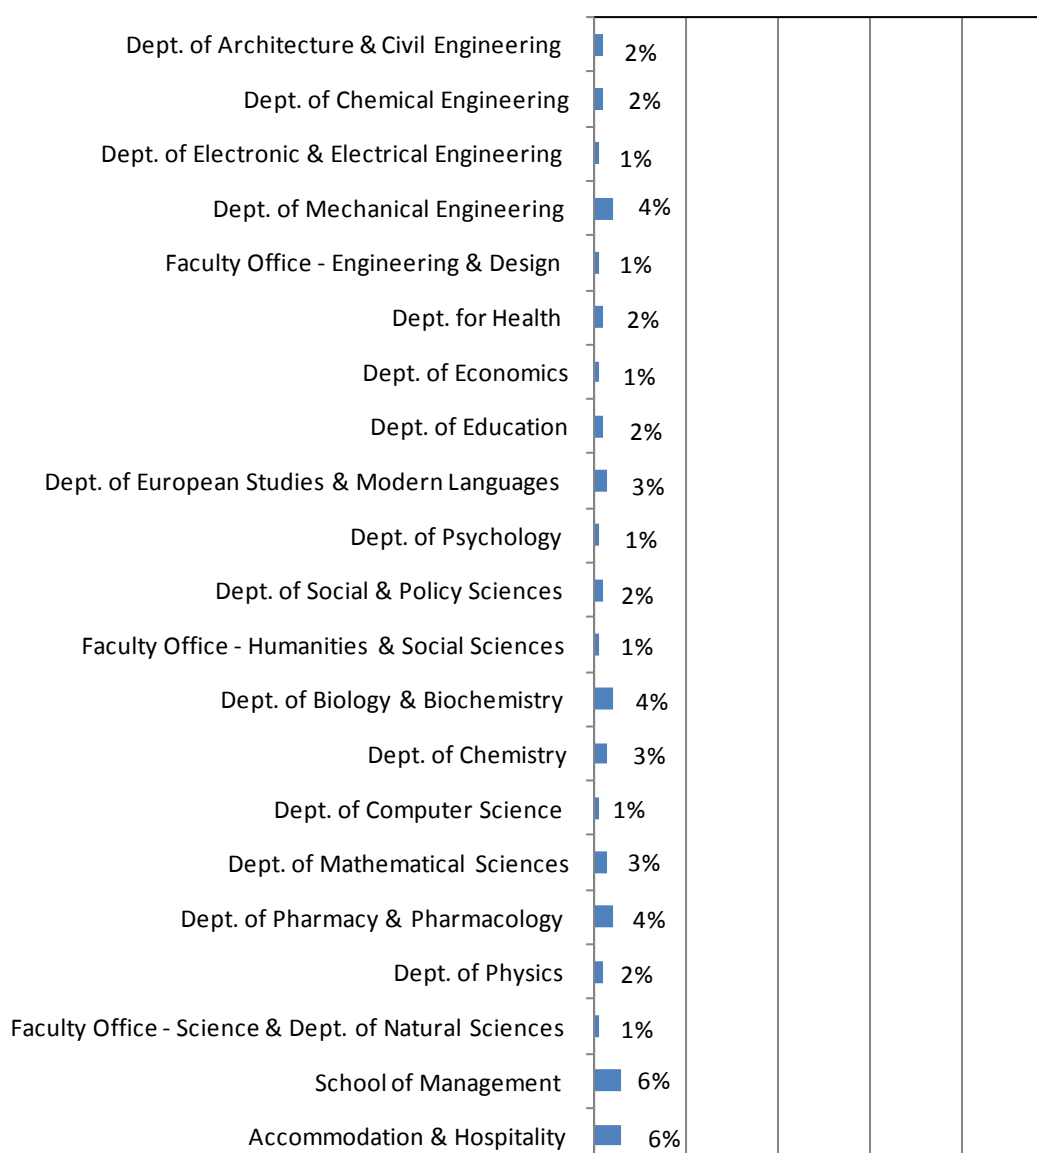 Dept. of Architecture & Civil Engineering 2%
Dept. of Chemical Engineering 2%
Dept. of Electronic & Electrical Engineering 1%
Dept. of Mechanical Engineering 4%
Faculty Office - Engineering & Design 1%
Dept. for Health 2%
Dept. of Economics 1%
Dept. of Education 2%
Dept. of European Studies & Modern Languages 3%
Dept. of Psychology 1%
Dept. of Social & Policy Sciences 2%
Faculty Office - Humanities & Social Sciences 1%
Dept. of Biology & Biochemistry 4%
Dept. of Chemistry 3%
Dept. of Computer Science 1%
Dept. of Mathematical Sciences 3%
Dept. of Pharmacy & Pharmacology 4%
Dept. of Physics 2%
Faculty Office - Science & Dept. of Natural Sciences 1%
School of Management 6%
Accommodation & Hospitality 6%